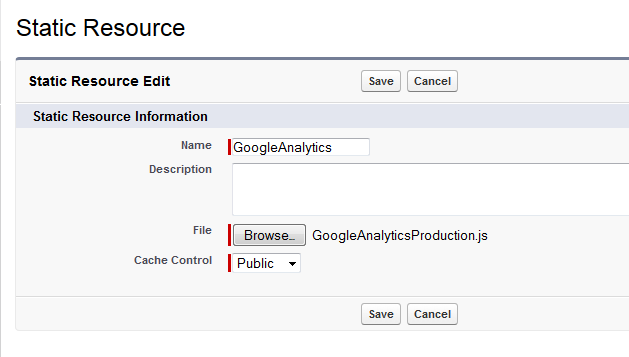 Static Resource
Static Resource Edit Save Cancel
Static Resource Information
Name GoogleAnalytics
Description
File Browse... GoogleAnalyticsProduction.js
Cache Control Public
Save Cancel